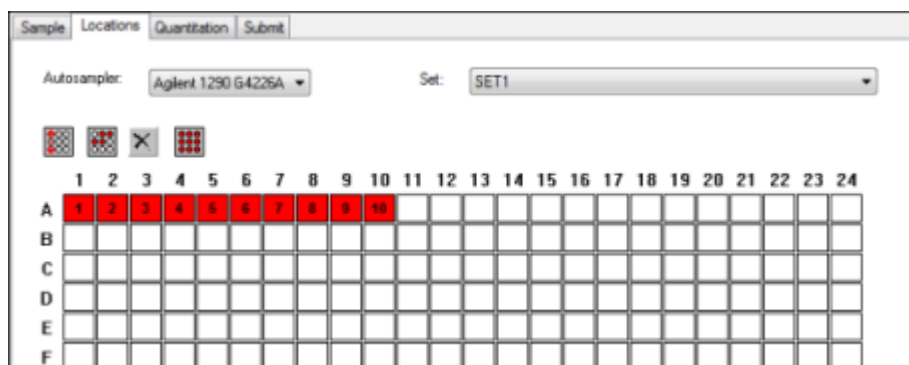 Sample Locations Quantitation Submit
Autosampler: Agilent 1290 G4226A Set: SET1
1 2 3 4 5 6 7 8 9 10 11 12 13 14 15 16 17 18 19 20 21 22 23 24
A 1 2 3 4 5 6 7 8 9 10
B
C
D
E
F